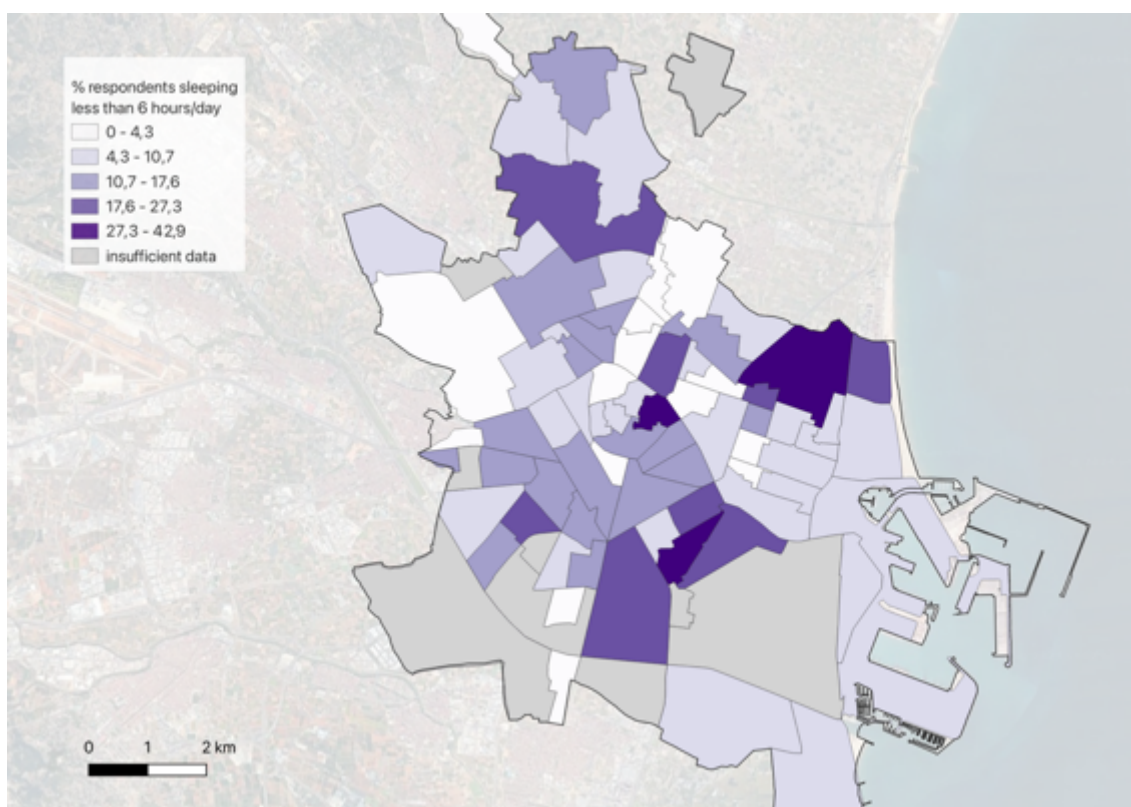 % respondents sleeping
less than 6 hours/day
0 - 4,3
4,3 - 10,7
10,7 - 17,6
17,6 - 27,3
27,3 - 42,9
insufficient data
0 1 2 km